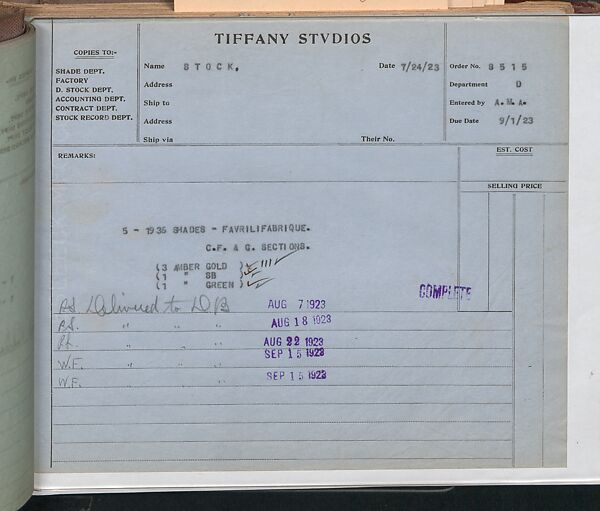 TIFFANY STVDIOS
COPIES TO:-
SHADE DEPT.
FACTORY
D. STOCK DEPT.
ACCOUNTING DEPT.
CONTRACT DEPT.
STOCK RECORD DEPT.
Name STOCK. Date 7/24/23
Address
Ship to
Address
Ship via Their No.
Order No. 8515
Department D
Entered by A.M.A.
Due Date 9/1/23
REMARKS:
EST. COST
SELLING PRICE
5 - 1936 SHADES - FAVRILIFABRIQUE.
C.F. & G. SECTIONS.
(3 AMBER GOLD )
(1 " SB )
(1 " GREEN )
COMPLETE
Delivered to AUG 7 1923
" " " AUG 18 1923
" " " AUG 22 1923
W.F. " " " SEP 15 1923
W.F. " " SEP 15 1923